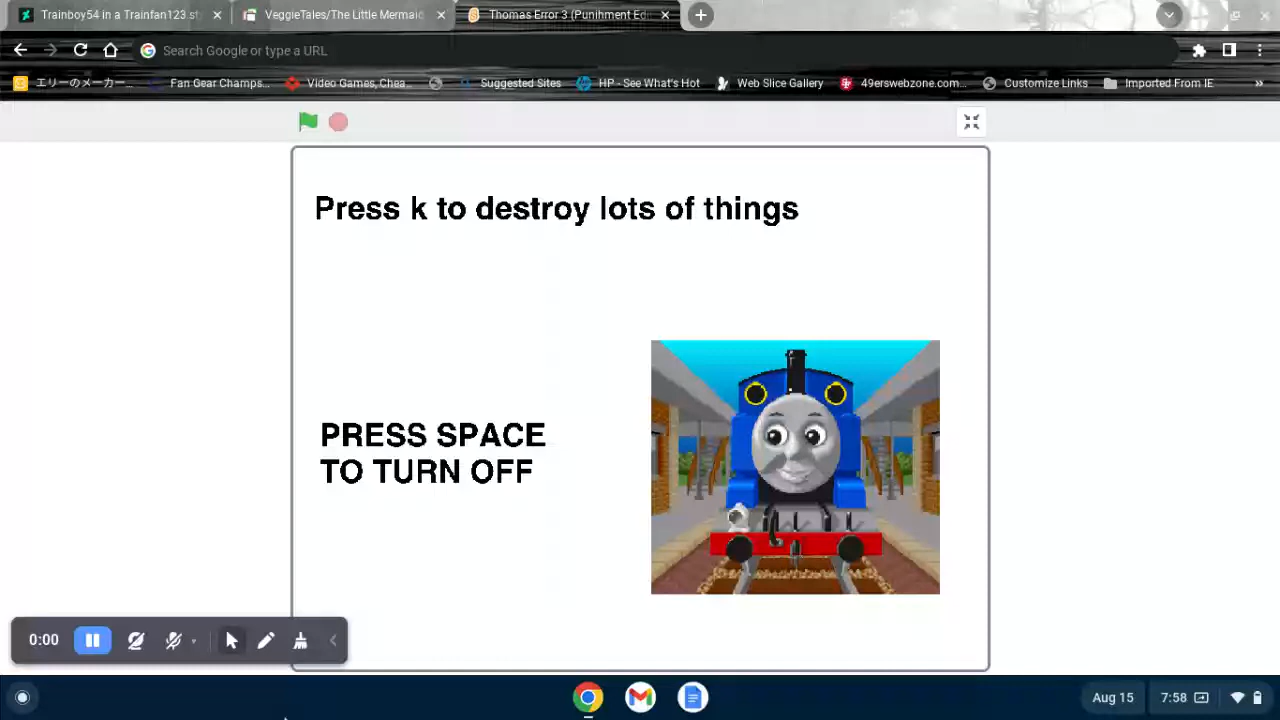 Trainboy54 in a Trainfan123 st
VeggieTales/The Little Mermaid
Thomas Error 3 (Punihment Ed
Search Google or type a URL
エリーのメーカー...
Fan Gear Champs...
Video Games, Chea...
Suggested Sites
HP - See What's Hot
Web Slice Gallery
49erswebzone.com...
Customize Links
Imported From IE
»
Press k to destroy lots of things
PRESS SPACE
TO TURN OFF
0:00
Aug 15
7:58